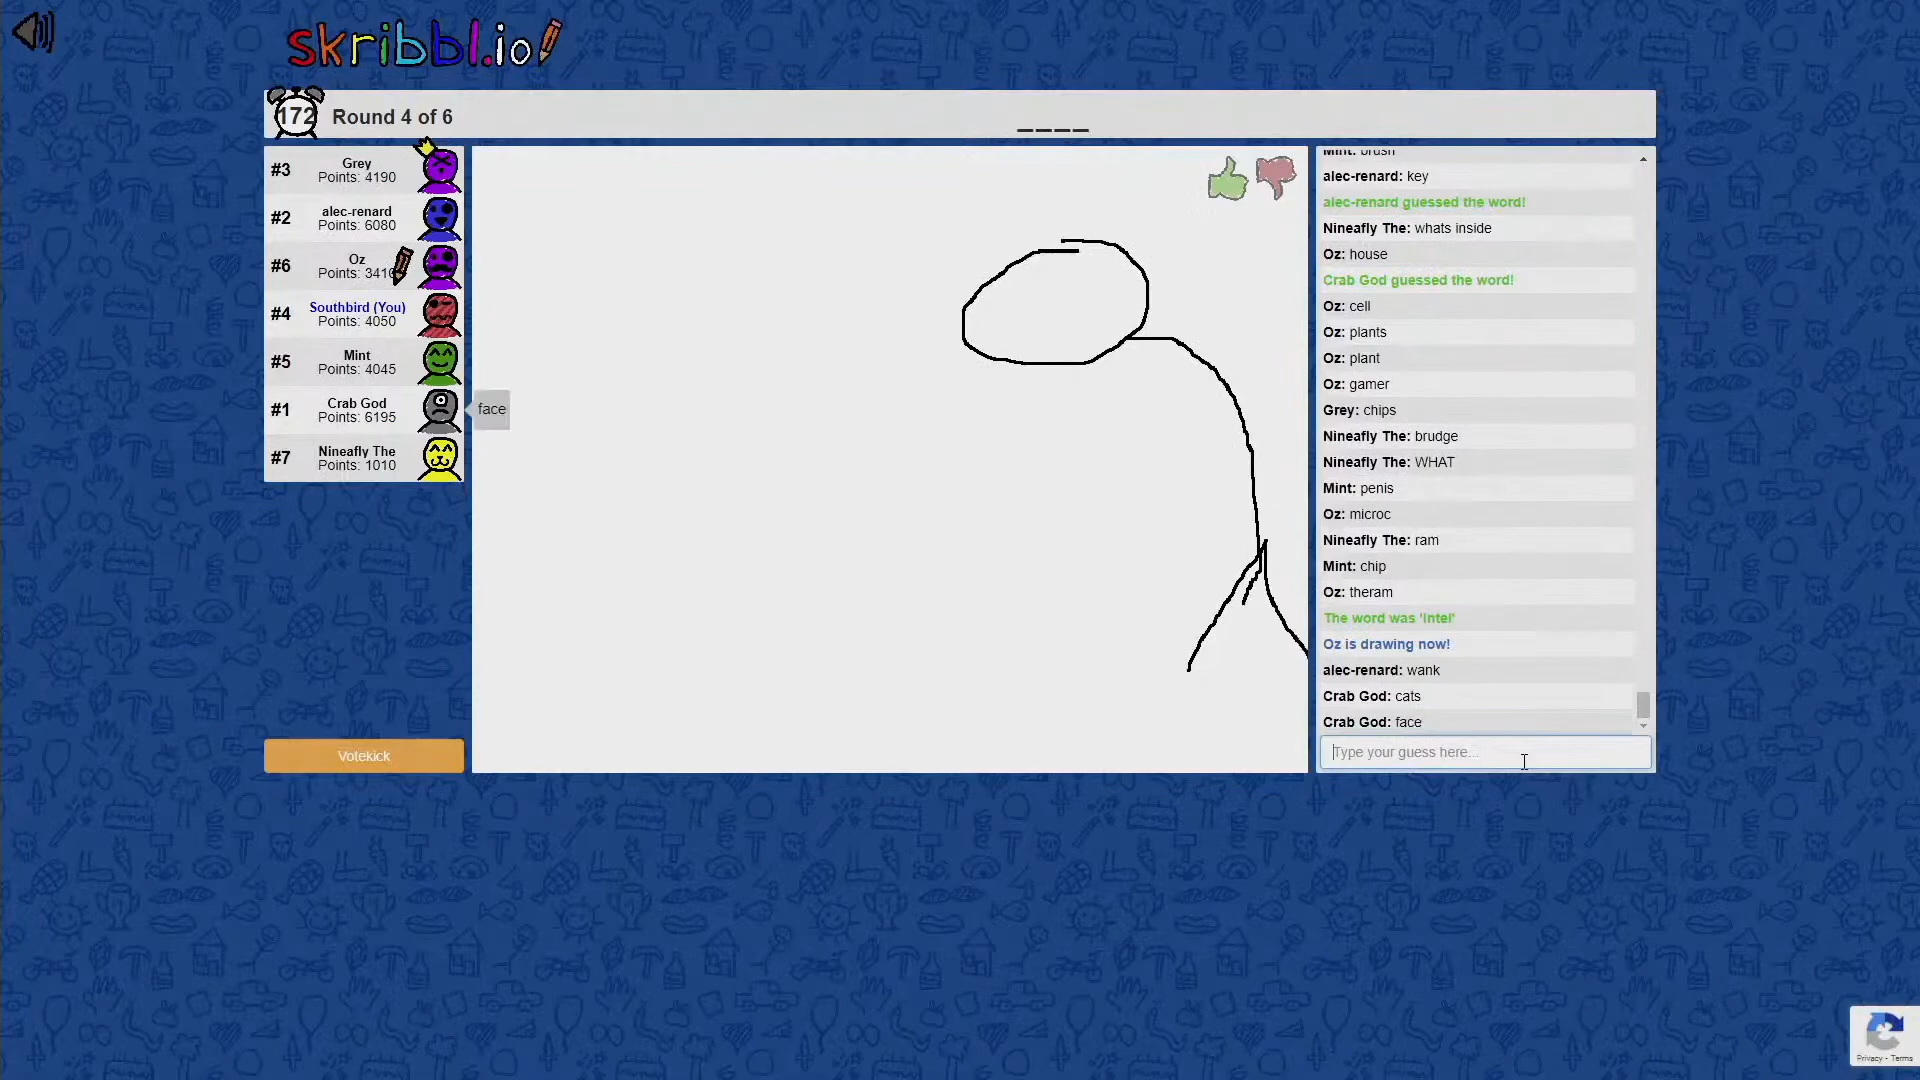 skribbl.io
172
Round 4 of 6
____
#3
Grey
Points: 4190
#2
alec-renard
Points: 6080
#6
Oz
Points: 3410
#4
Southbird (You)
Points: 4050
#5
Mint
Points: 4045
#1
Crab God
Points: 6195
face
#7
Nineafly The
Points: 1010
Votekick
Mint: brush
alec-renard: key
alec-renard guessed the word!
Nineafly The: whats inside
Oz: house
Crab God guessed the word!
Oz: cell
Oz: plants
Oz: plant
Oz: gamer
Grey: chips
Nineafly The: brudge
Nineafly The: WHAT
Mint: penis
Oz: microc
Nineafly The: ram
Mint: chip
Oz: theram
The word was 'Intel'
Oz is drawing now!
alec-renard: wank
Crab God: cats
Crab God: face
Type your guess here...
Privacy - Terms